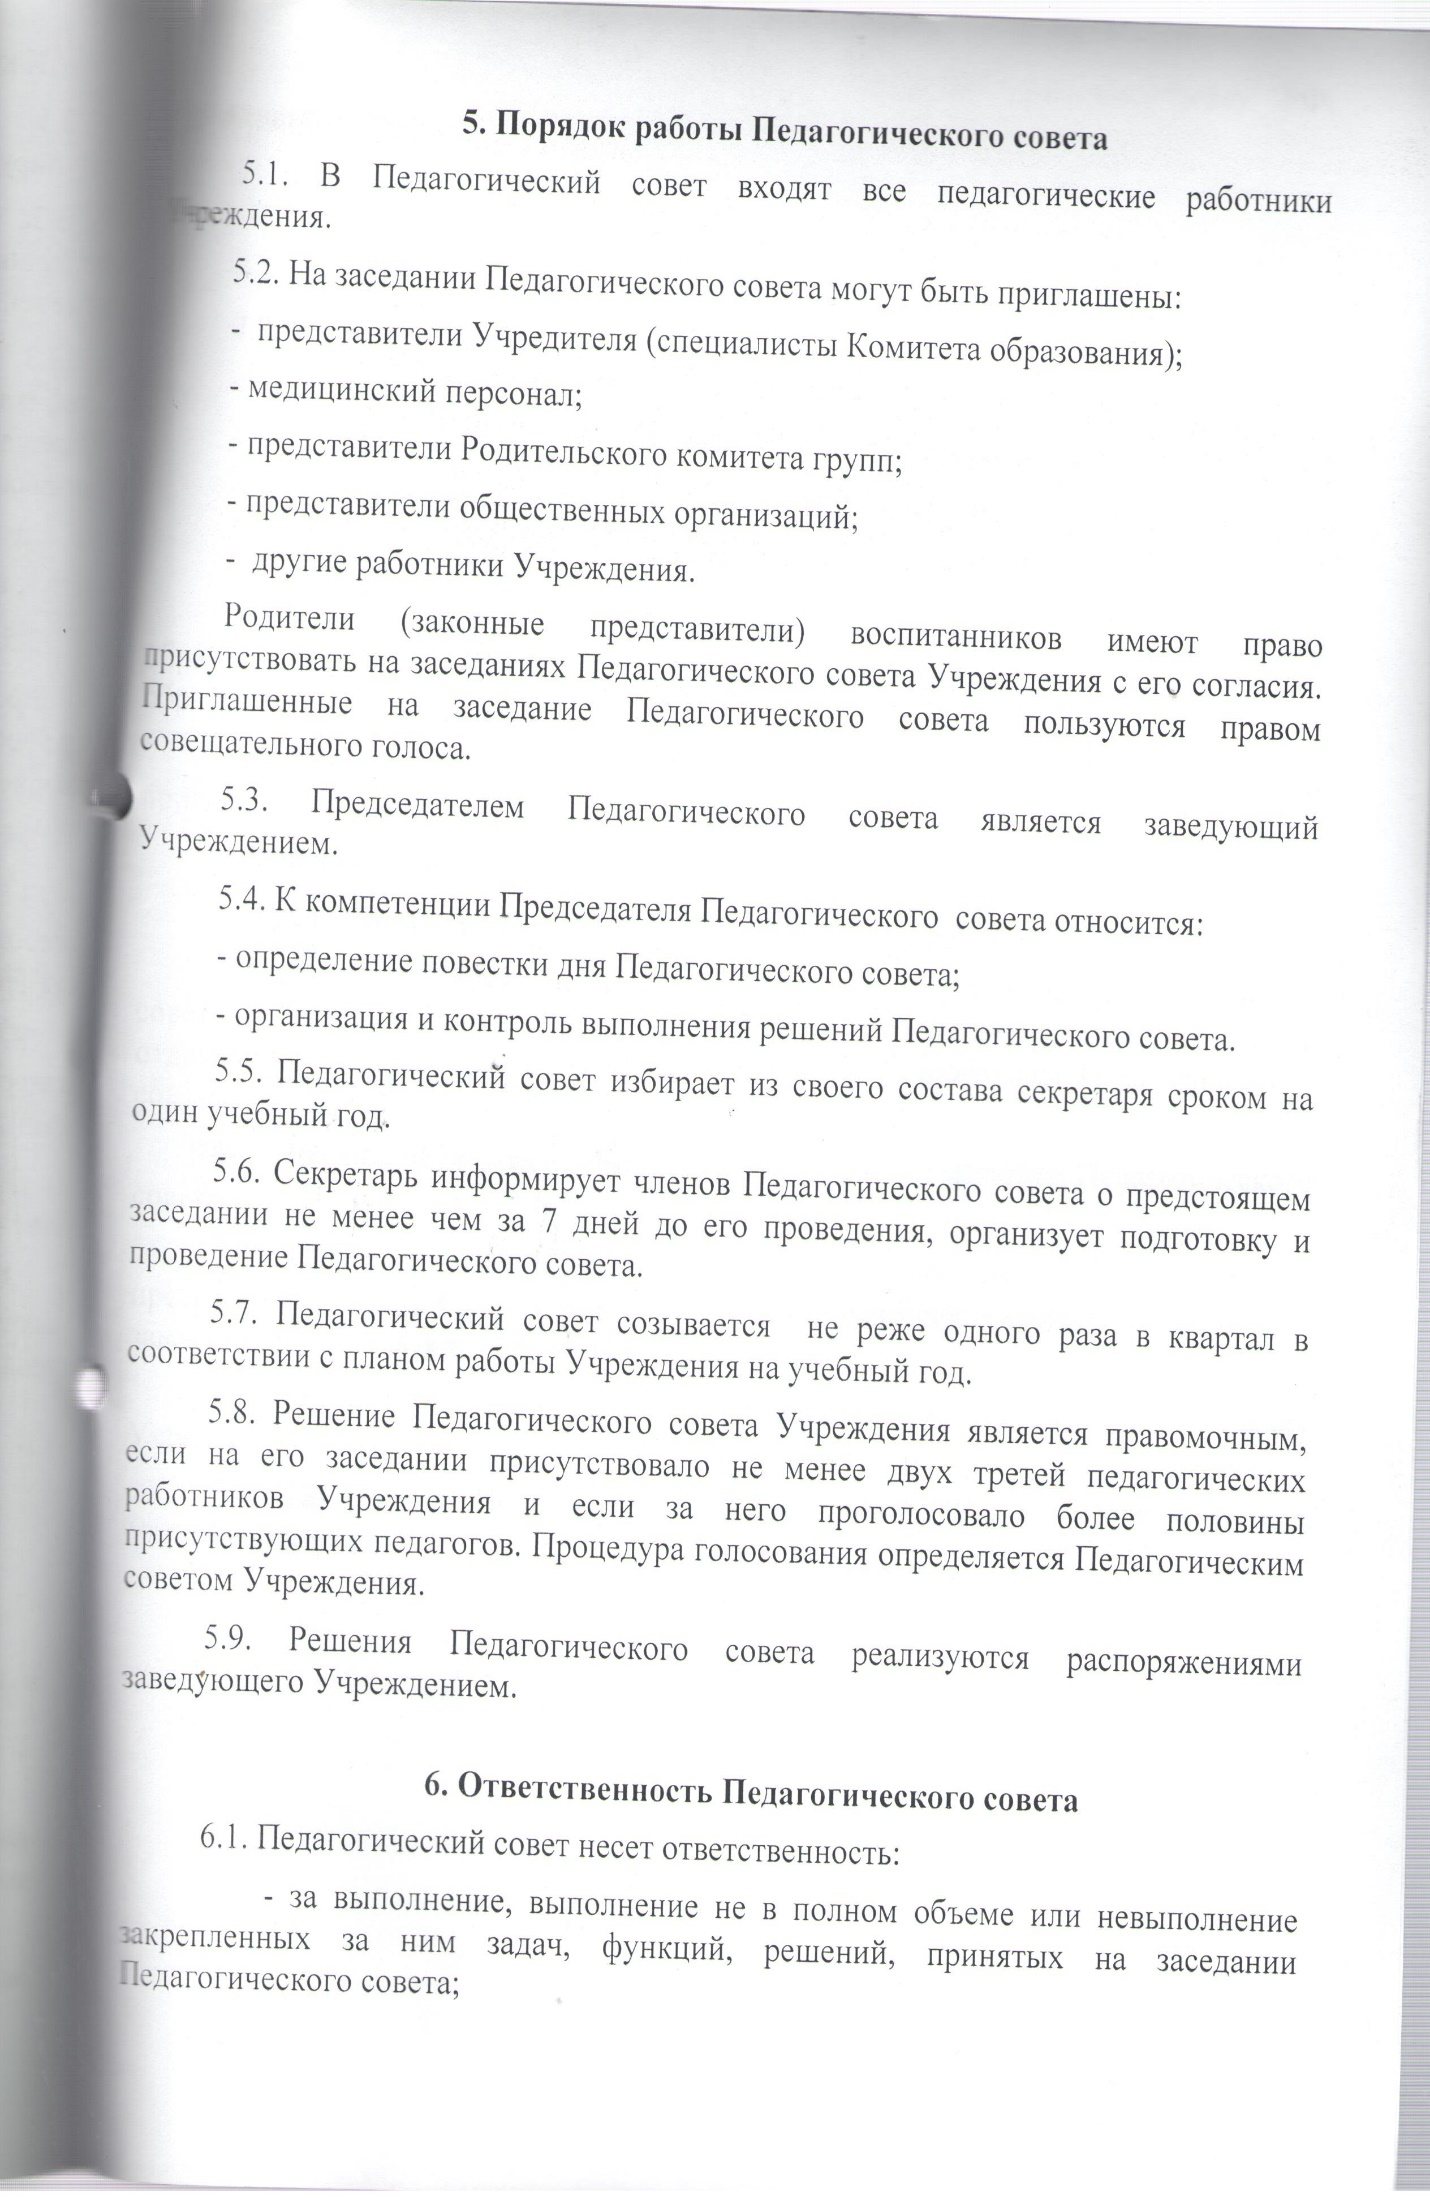 5. Порядок работы Педагогического совета
5.1. В Педагогический совет входят все педагогические работники
Учреждения.
5.2. На заседании Педагогического совета могут быть приглашены:
- представители Учредителя (специалисты Комитета образования);
- медицинский персонал;
- представители Родительского комитета групп;
- представители общественных организаций;
- другие работники Учреждения.
Родители (законные представители) воспитанников имеют право
присутствовать на заседаниях Педагогического совета Учреждения с его согласия.
Приглашенные на заседание Педагогического совета пользуются правом
совещательного голоса.
5.3. Председателем Педагогического совета является заведующий
Учреждением.
5.4. К компетенции Председателя Педагогического совета относится:
- определение повестки дня Педагогического совета;
- организация и контроль выполнения решений Педагогического совета.
5.5. Педагогический совет избирает из своего состава секретаря сроком на
один учебный год.
5.6. Секретарь информирует членов Педагогического совета о предстоящем
заседании не менее чем за 7 дней до его проведения, организует подготовку и
проведение Педагогического совета.
5.7. Педагогический совет созывается не реже одного раза в квартал в
соответствии с планом работы Учреждения на учебный год.
5.8. Решение Педагогического совета Учреждения является правомочным,
если на его заседании присутствовало не менее двух третей педагогических
работников Учреждения и если за него проголосовало более половины
присутствующих педагогов. Процедура голосования определяется Педагогическим
советом Учреждения.
5.9. Решения Педагогического совета реализуются распоряжениями
заведующего Учреждением.
6. Ответственность Педагогического совета
6.1. Педагогический совет несет ответственность:
- за выполнение, выполнение не в полном объеме или невыполнение
закрепленных за ним задач, функций, решений, принятых на заседании
Педагогического совета;